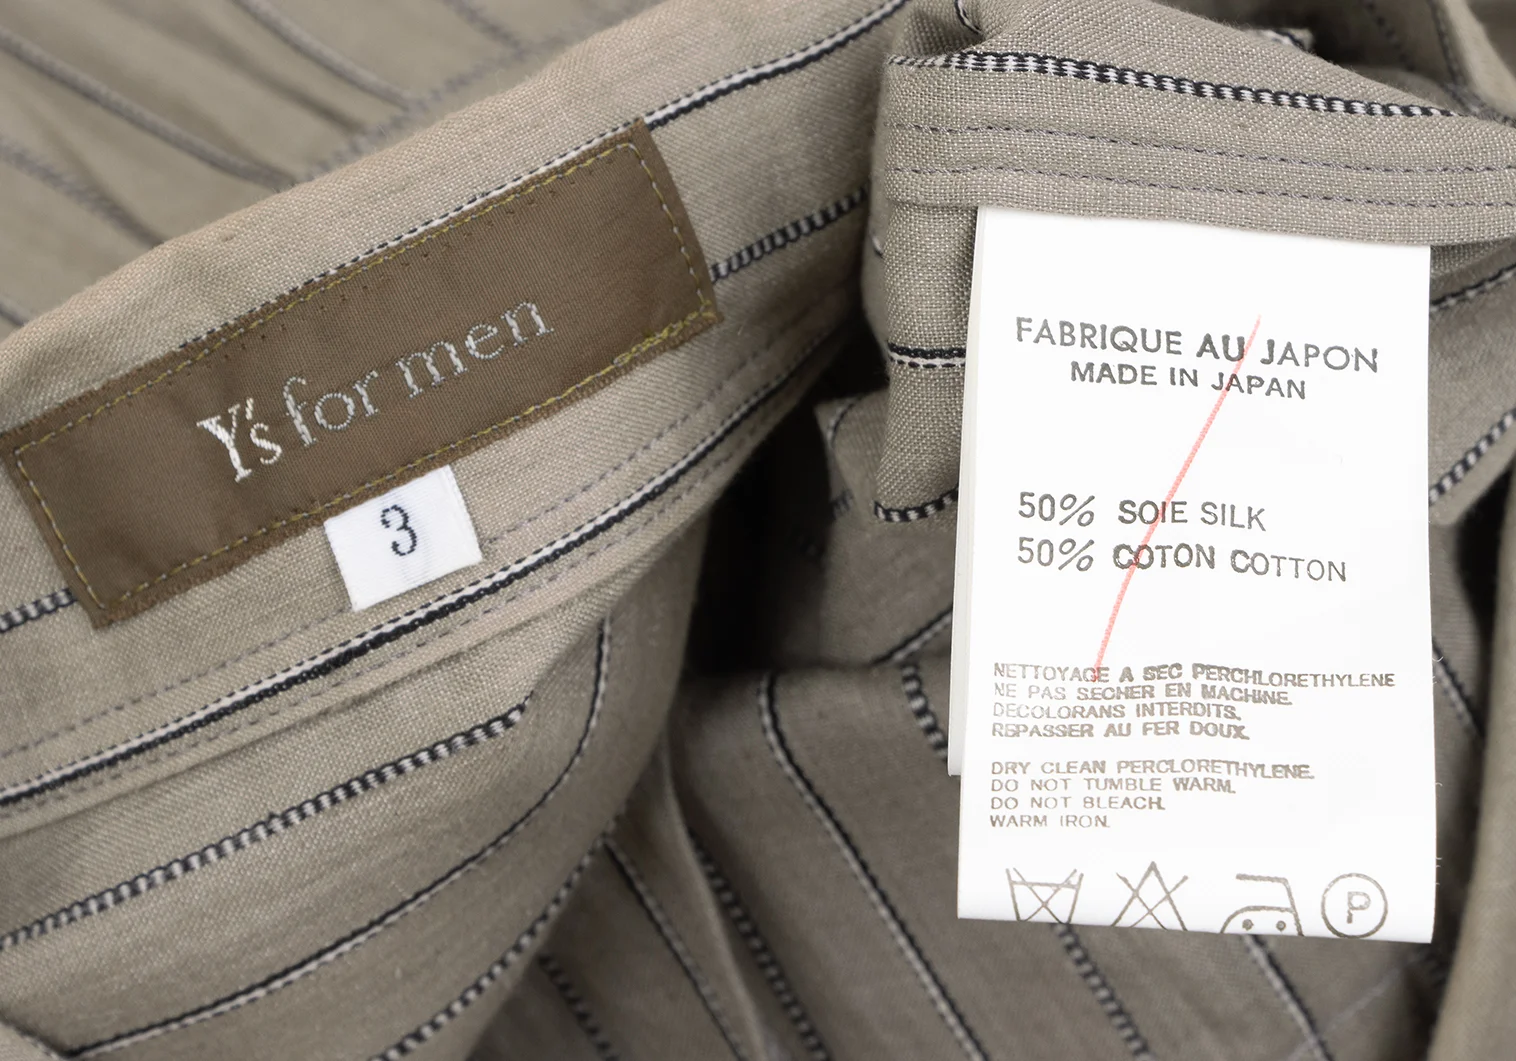 Y's for men
3
FABRIQUE AU JAPON
MADE IN JAPAN
50% SOIE SILK
50% COTON COTTON
NETTOYAGE A SEC PERCHLORETHYLENE
NE PAS SECHER EN MACHINE.
DECOLORANS INTERDITS.
REPASSER AU FER DOUX.
DRY CLEAN PERCLORETHYLENE.
DO NOT TUMBLE WARM.
DO NOT BLEACH.
WARM IRON.
P